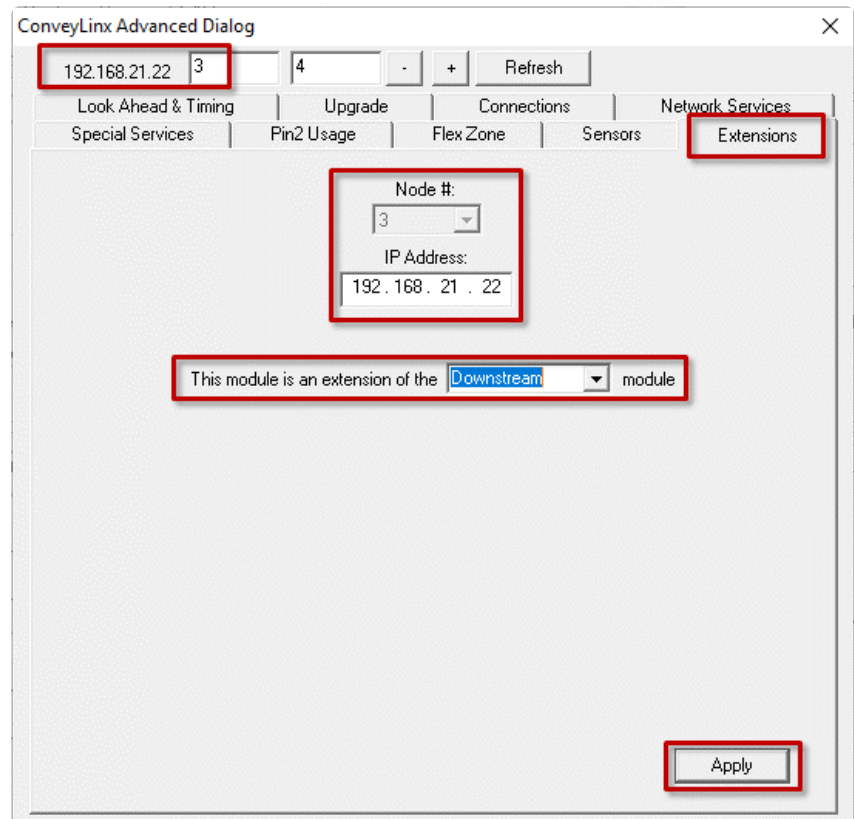 ConveyLinx Advanced Dialog
192.168.21.22 3 4 - + Refresh
Look Ahead & Timing Upgrade Connections Network Services
Special Services Pin2 Usage Flex Zone Sensors Extensions
Node #:
3
IP Address:
192 . 168 . 21 . 22
This module is an extension of the Downstream module
Apply